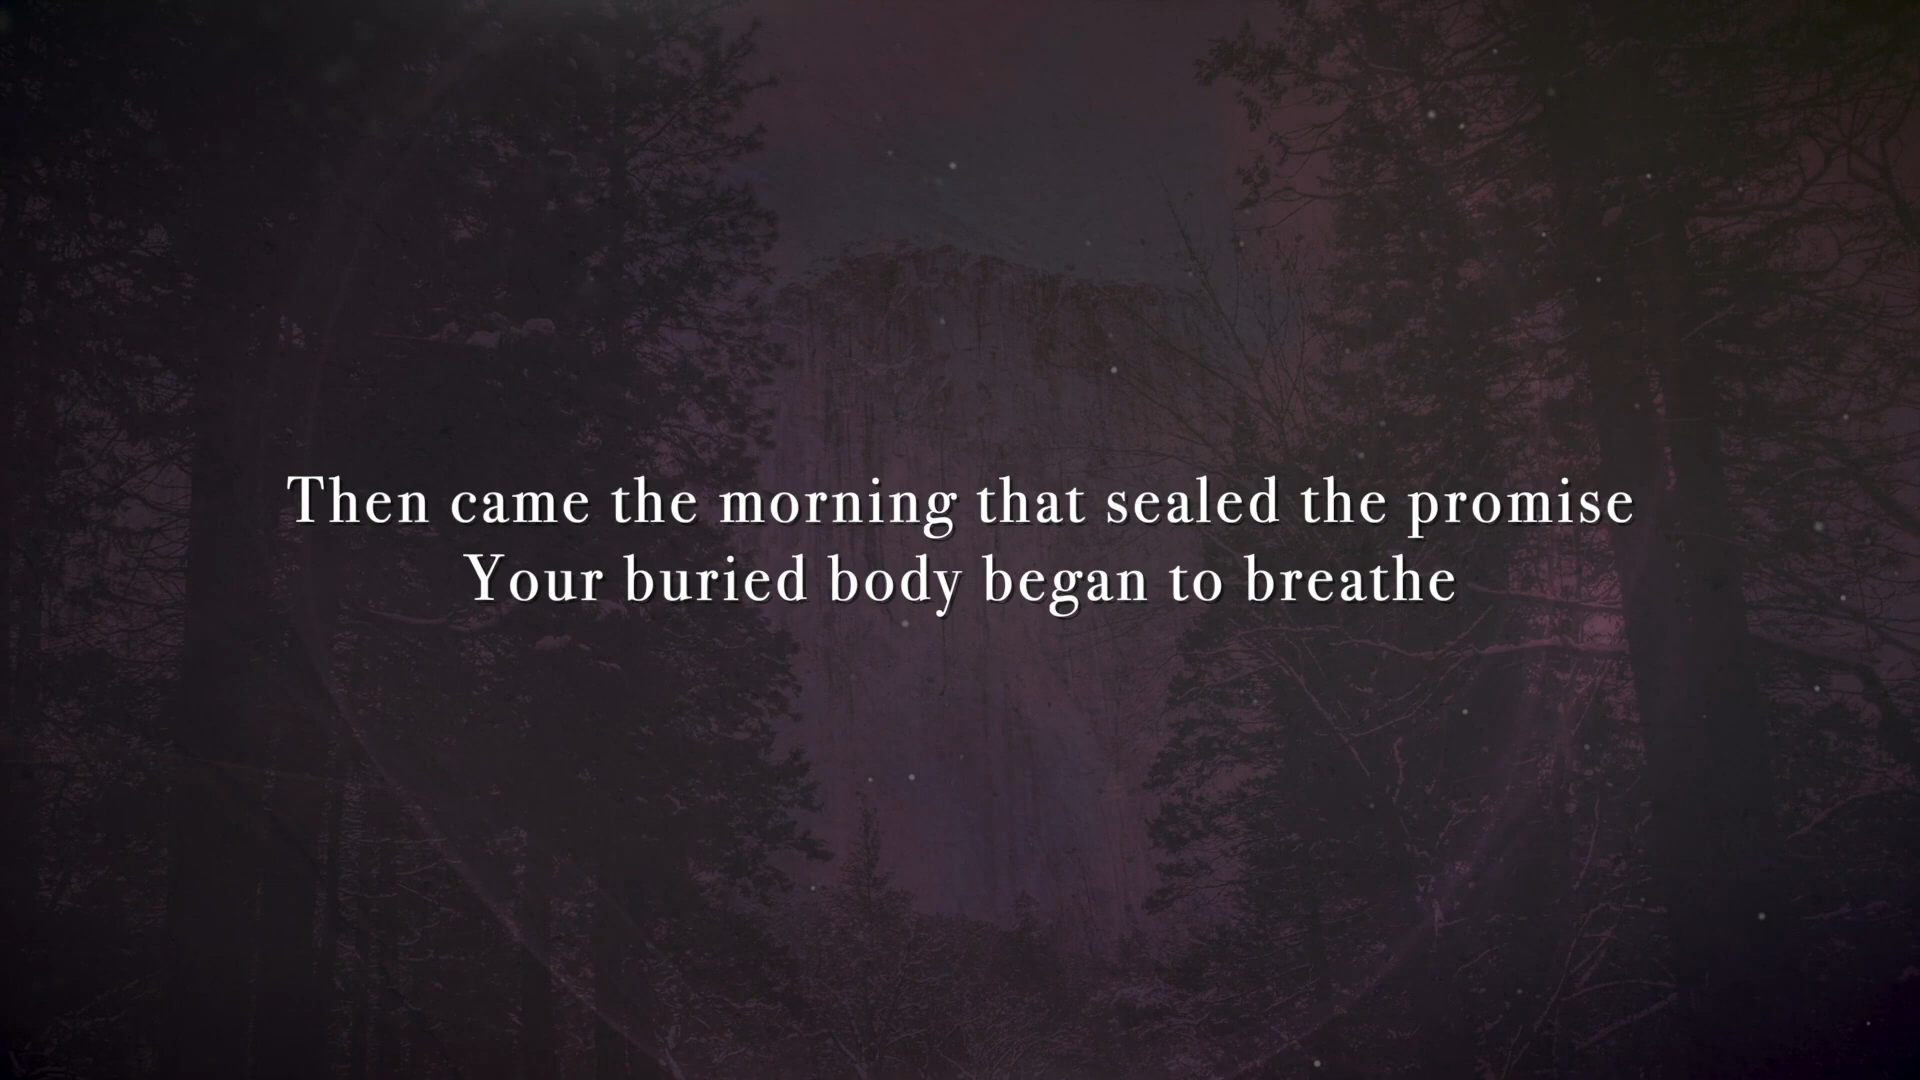 Then came the morning that sealed the promise
Your buried body began to breathe